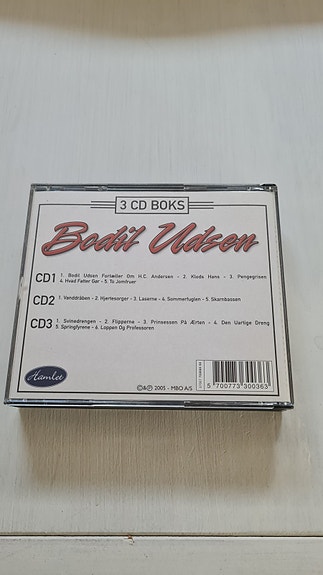 3 CD BOKS
Bodil Udsen
CD1 1. Bodil Udsen Fortæller Om H.C. Andersen - 2. Klods Hans - 3. Pengegrisen
4. Hvad Fatter Gør - 5. To Jomfruer
CD2 1. Vanddråben - 2. Hjertesorger - 3. Laserne - 4. Sommerfuglen - 5. Skarnbassen
CD3 1. Svinedrengen - 2. Flipperne - 3. Prinsessen På Ærten - 4. Den Uartige Dreng
5. Springfyrene - 6. Loppen Og Professoren
Hamlet
©&℗ 2005 - MBO A/S
5 700773 300363